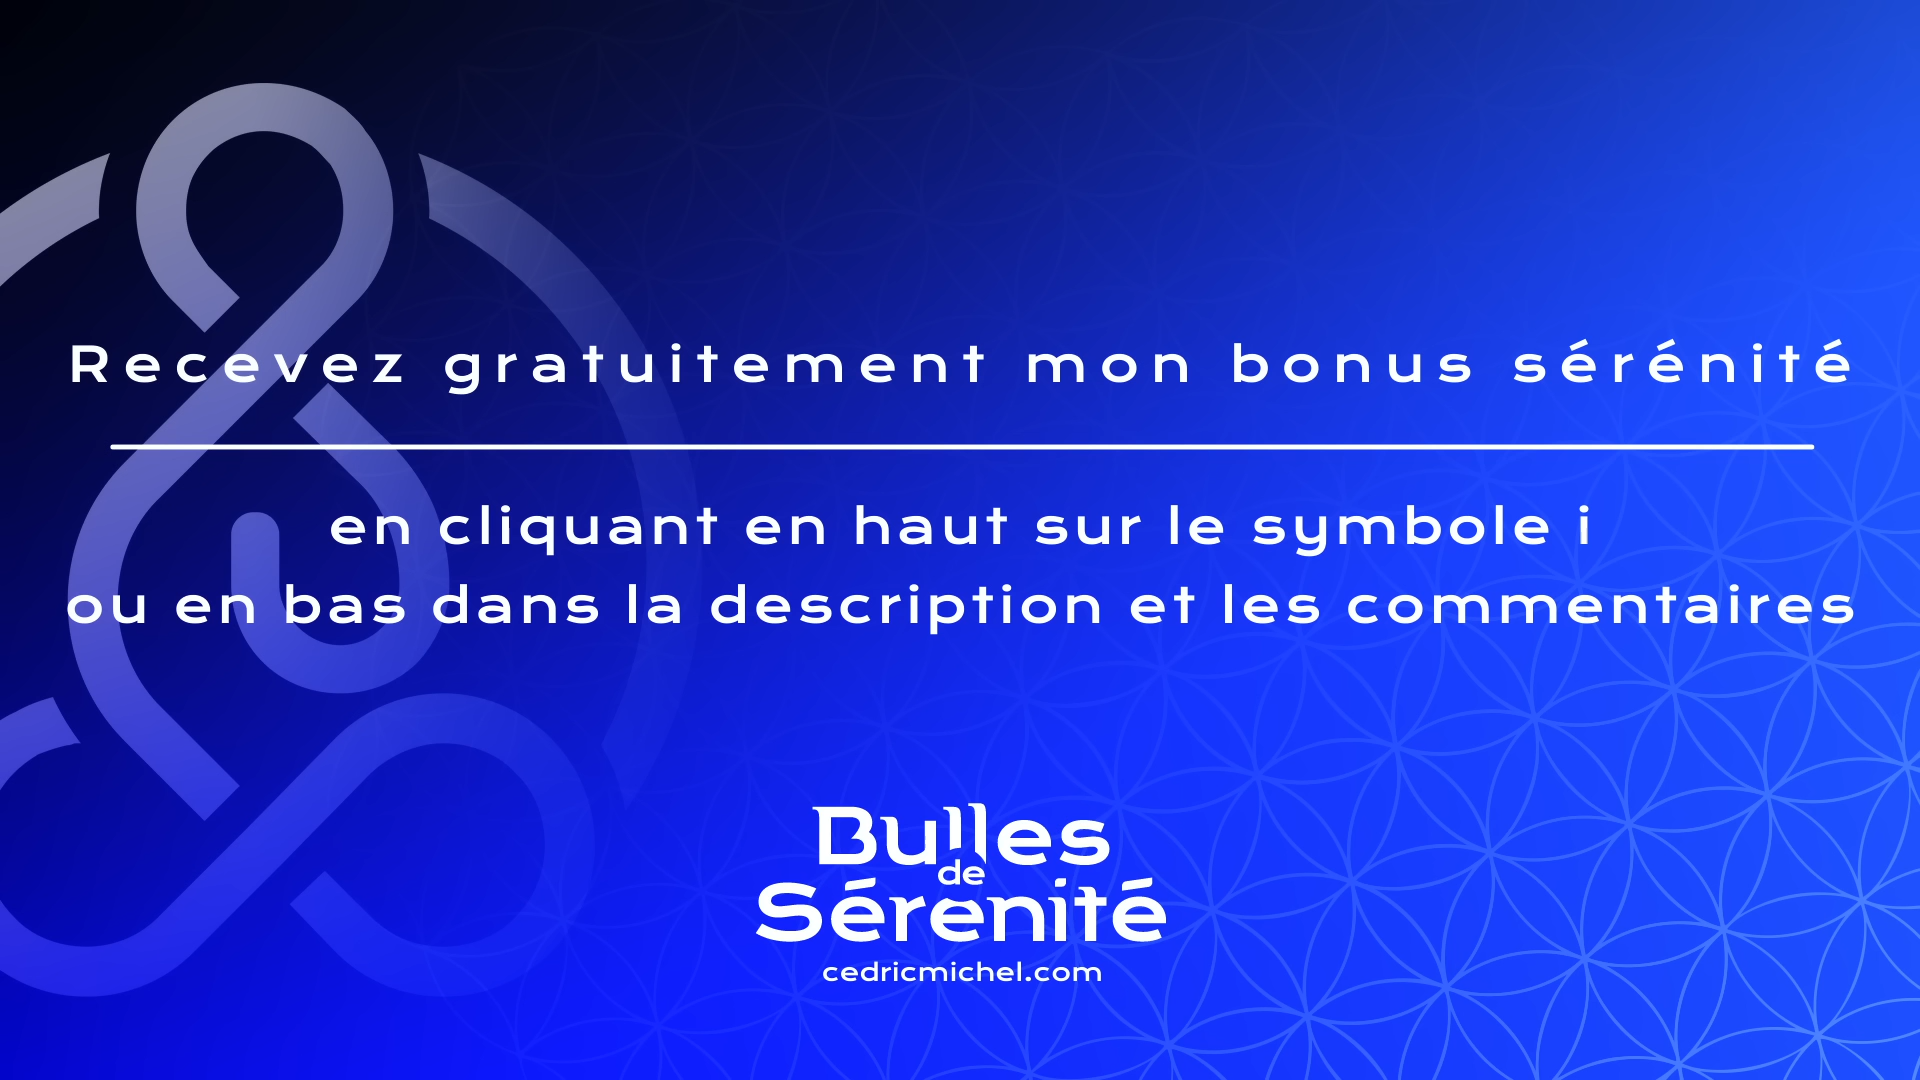 Recevez gratuitement mon bonus sérénité
en cliquant en haut sur le symbole i
ou en bas dans la description et les commentaires
Bulles
de
Sérénité
cedricmichel.com